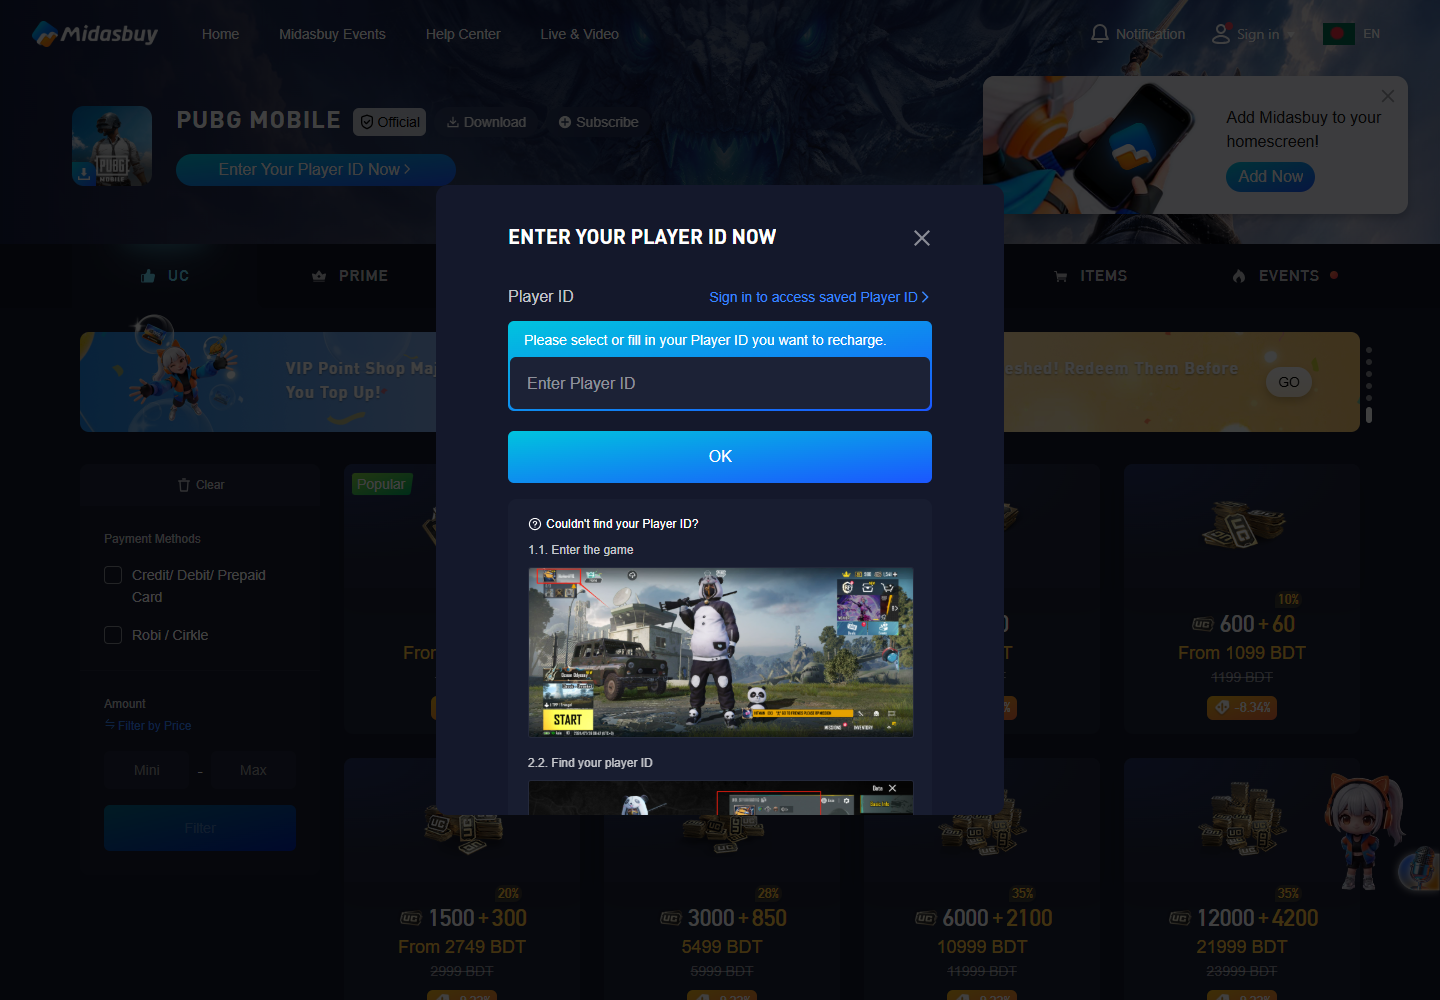 Midasbuy
Home
Midasbuy Events
Help Center
Live & Video
Notification
Sign in
EN
PUBG MOBILE
Official
Download
Subscribe
Enter Your Player ID Now
PUBG
MOBILE
Add Midasbuy to your
homescreen!
Add Now
ENTER YOUR PLAYER ID NOW
Player ID
Sign in to access saved Player ID
Please select or fill in your Player ID you want to recharge.
Enter Player ID
OK
Couldn't find your Player ID?
1.1. Enter the game
START
2.2. Find your player ID
UC
PRIME
ITEMS
EVENTS
VIP Point Shop
You Top Up!
Redeem Them Before
GO
Clear
Payment Methods
Credit/ Debit/ Prepaid
Card
Robi / Cirkle
Amount
Filter by Price
Mini
-
Max
Filter
Popular
10%
UC 600+60
From 1099 BDT
1199 BDT
-8.34%
20%
UC 1500+300
From 2749 BDT
2999 BDT
28%
UC 3000+850
5499 BDT
5999 BDT
35%
UC 6000+2100
10999 BDT
11999 BDT
35%
UC 12000+4200
21999 BDT
23999 BDT